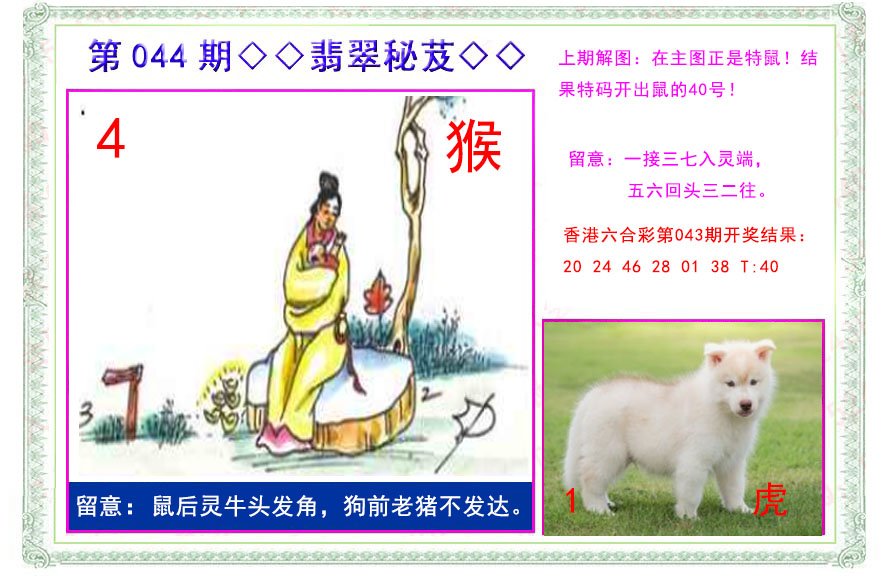 第044期◇◇翡翠秘芨◇◇
4
猴
7
3
2
留意：鼠后灵牛头发角，狗前老猪不发达。
上期解图：在主图正是特鼠！结
果特码开出鼠的40号！
留意：一接三七入灵端，
五六回头三二往。
香港六合彩第043期开奖结果：
20 24 46 28 01 38 T:40
1
虎